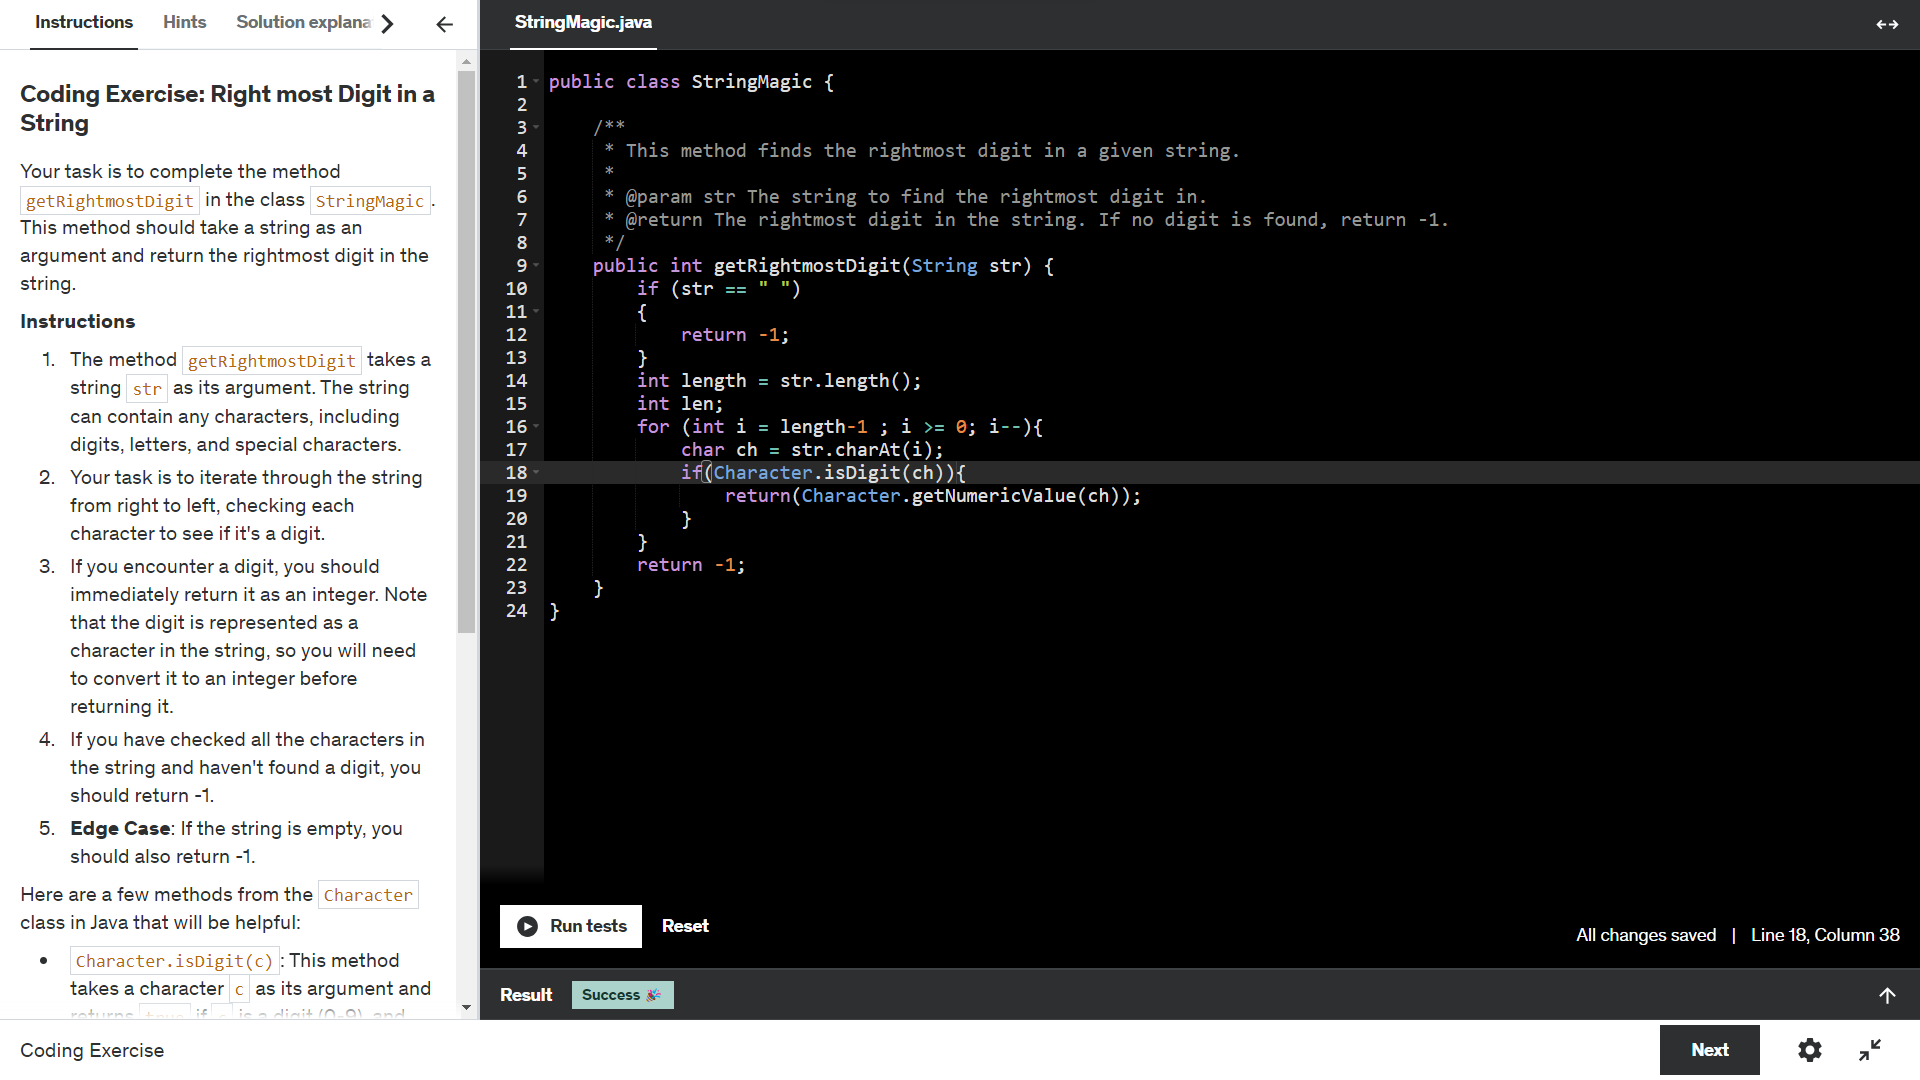 Instructions Hints Solution explana
Coding Exercise: Right most Digit in a
String
Your task is to complete the method
getRightmostDigit in the class StringMagic.
This method should take a string as an
argument and return the rightmost digit in the
string.
Instructions
1. The method getRightmostDigit takes a
string str as its argument. The string
can contain any characters, including
digits, letters, and special characters.
2. Your task is to iterate through the string
from right to left, checking each
character to see if it's a digit.
3. If you encounter a digit, you should
immediately return it as an integer. Note
that the digit is represented as a
character in the string, so you will need
to convert it to an integer before
returning it.
4. If you have checked all the characters in
the string and haven't found a digit, you
should return -1.
5. Edge Case: If the string is empty, you
should also return -1.
Here are a few methods from the Character
class in Java that will be helpful:
• Character.isDigit(c): This method
takes a character c as its argument and
returns true if c is a digit (0-9), and
StringMagic.java
1 public class StringMagic {
2
3 /**
4 * This method finds the rightmost digit in a given string.
5 *
6 * @param str The string to find the rightmost digit in.
7 * @return The rightmost digit in the string. If no digit is found, return -1.
8 */
9 public int getRightmostDigit(String str) {
10 if (str == " ")
11 {
12 return -1;
13 }
14 int length = str.length();
15 int len;
16 for (int i = length-1 ; i >= 0; i--){
17 char ch = str.charAt(i);
18 if(Character.isDigit(ch)){
19 return(Character.getNumericValue(ch));
20 }
21 }
22 return -1;
23 }
24 }
Run tests Reset
All changes saved | Line 18, Column 38
Result Success 🎉
Coding Exercise
Next